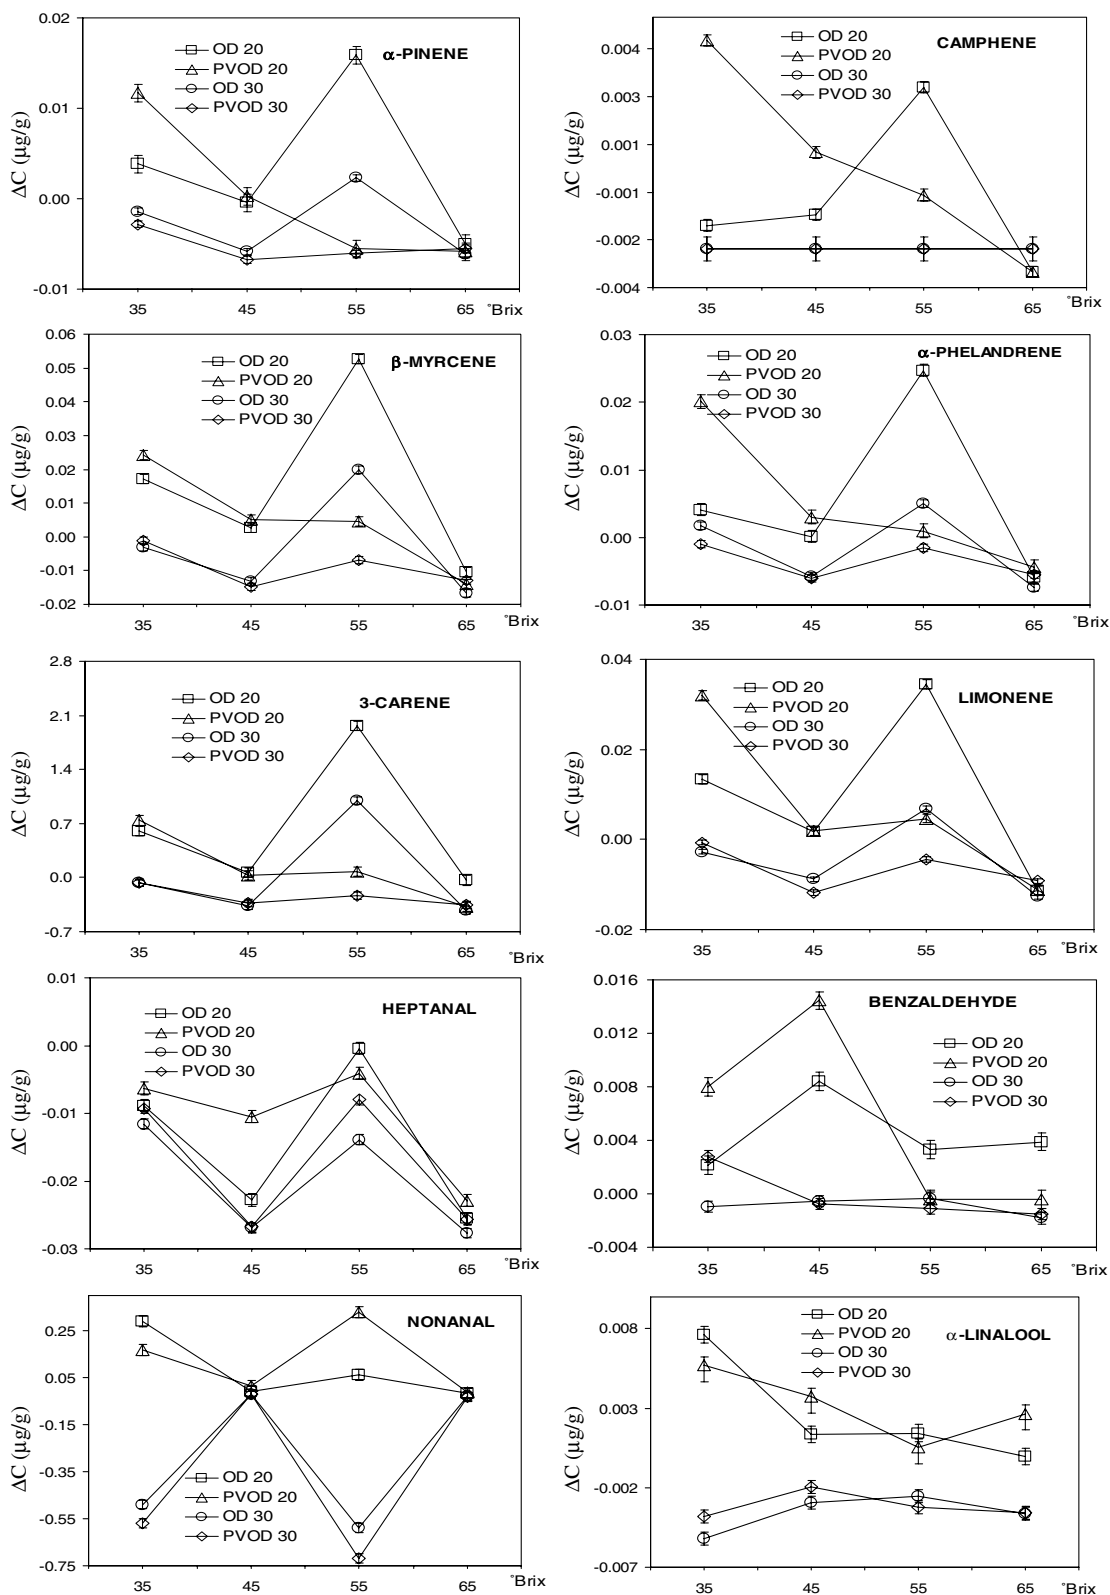 0.02
OD 20
PVOD 20
OD 30
PVOD 30
α-PINENE
0.01
0.00
-0.01
ΔC (µg/g)
35
45
55
65
°Brix
0.004
OD 20
PVOD 20
OD 30
PVOD 30
CAMPHENE
0.003
0.001
-0.001
-0.002
-0.004
ΔC (µg/g)
35
45
55
65
°Brix
0.06
OD 20
PVOD 20
OD 30
PVOD 30
β-MYRCENE
0.05
0.04
0.03
0.02
0.01
0.00
-0.01
-0.02
ΔC (µg/g)
35
45
55
65
°Brix
0.03
OD 20
PVOD 20
OD 30
PVOD 30
α-PHELANDRENE
0.02
0.01
0.00
-0.01
ΔC (µg/g)
35
45
55
65
°Brix
2.8
OD 20
PVOD 20
OD 30
PVOD 30
3-CARENE
2.1
1.4
0.7
0.0
-0.7
ΔC (µg/g)
35
45
55
65
°Brix
0.04
OD 20
PVOD 20
OD 30
PVOD 30
LIMONENE
0.02
0.00
-0.02
ΔC (µg/g)
35
45
55
65
°Brix
0.01
OD 20
PVOD 20
OD 30
PVOD 30
HEPTANAL
0.00
-0.01
-0.02
-0.03
ΔC (µg/g)
35
45
55
65
°Brix
0.016
BENZALDEHYDE
OD 20
PVOD 20
OD 30
PVOD 30
0.012
0.008
0.004
0.000
-0.004
ΔC (µg/g)
35
45
55
65
°Brix
NONANAL
0.25
0.05
-0.15
-0.35
-0.55
-0.75
ΔC (µg/g)
OD 20
PVOD 20
OD 30
PVOD 30
35
45
55
65
°Brix
0.008
OD 20
PVOD 20
OD 30
PVOD 30
α-LINALOOL
0.003
-0.002
-0.007
ΔC (µg/g)
35
45
55
65
°Brix